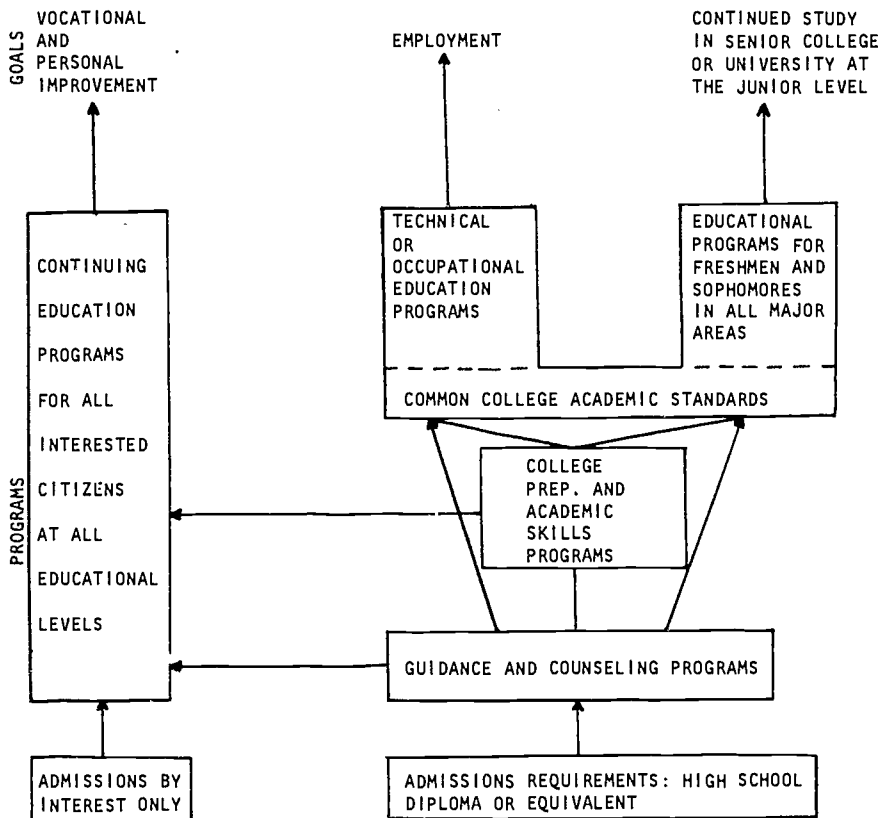 GOALS
VOCATIONAL
AND
PERSONAL
IMPROVEMENT
EMPLOYMENT
CONTINUED STUDY
IN SENIOR COLLEGE
OR UNIVERSITY AT
THE JUNIOR LEVEL
PROGRAMS
CONTINUING
EDUCATION
PROGRAMS
FOR ALL
INTERESTED
CITIZENS
AT ALL
EDUCATIONAL
LEVELS
TECHNICAL
OR
OCCUPATIONAL
EDUCATION
PROGRAMS
EDUCATIONAL
PROGRAMS FOR
FRESHMEN AND
SOPHOMORES
IN ALL MAJOR
AREAS
COMMON COLLEGE ACADEMIC STANDARDS
COLLEGE
PREP. AND
ACADEMIC
SKILLS
PROGRAMS
GUIDANCE AND COUNSELING PROGRAMS
ADMISSIONS BY
INTEREST ONLY
ADMISSIONS REQUIREMENTS: HIGH SCHOOL
DIPLOMA OR EQUIVALENT